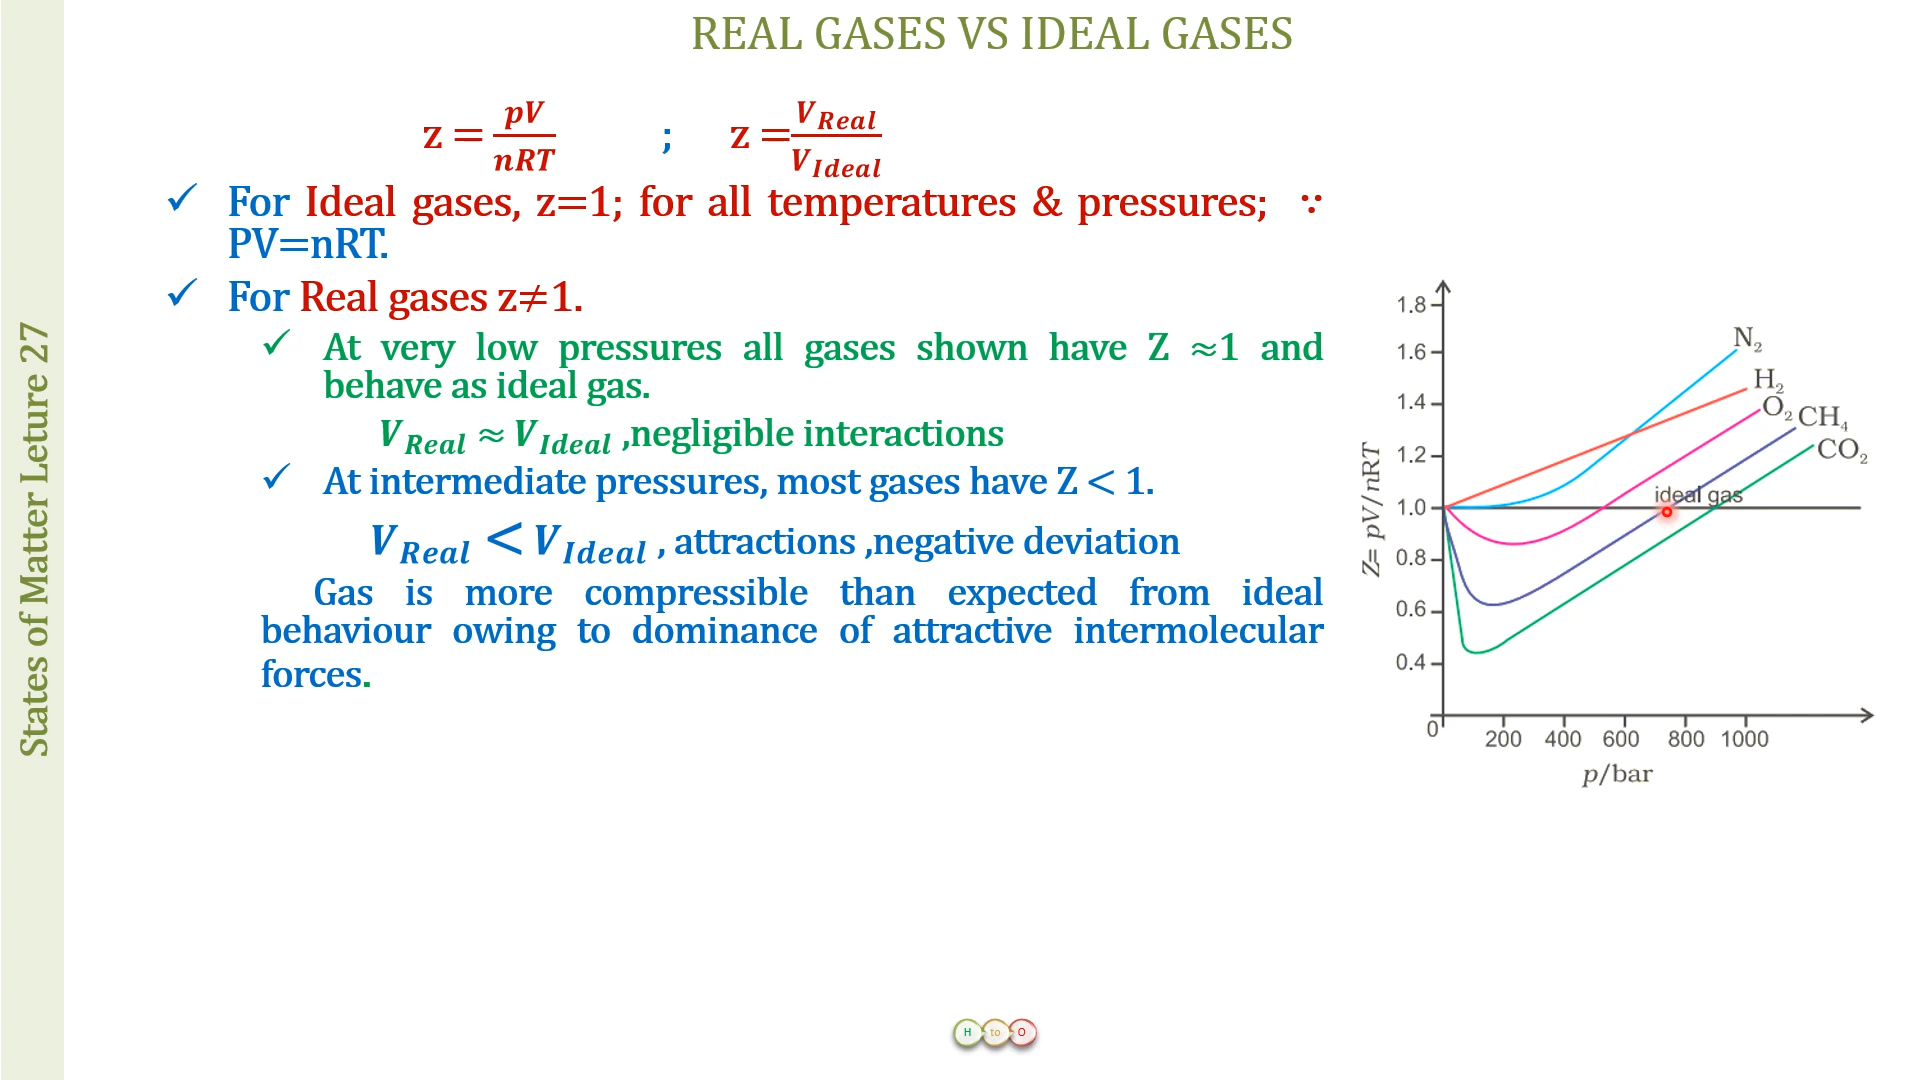 REAL GASES VS IDEAL GASES
z = pV/nRT ; z = V_Real/V_Ideal
✓ For Ideal gases, z=1; for all temperatures & pressures; ∵
PV=nRT.
✓ For Real gases z≠1.
✓ At very low pressures all gases shown have Z ≈1 and
behave as ideal gas.
V_Real ≈ V_Ideal ,negligible interactions
✓ At intermediate pressures, most gases have Z < 1.
V_Real < V_Ideal , attractions ,negative deviation
Gas is more compressible than expected from ideal
behaviour owing to dominance of attractive intermolecular
forces.
States of Matter Leture 27
1.8
1.6
1.4
1.2
1.0
0.8
0.6
0.4
0
Z= pV/nRT
N₂
H₂
O₂
CH₄
CO₂
ideal gas
200 400 600 800 1000
p/bar
H to O